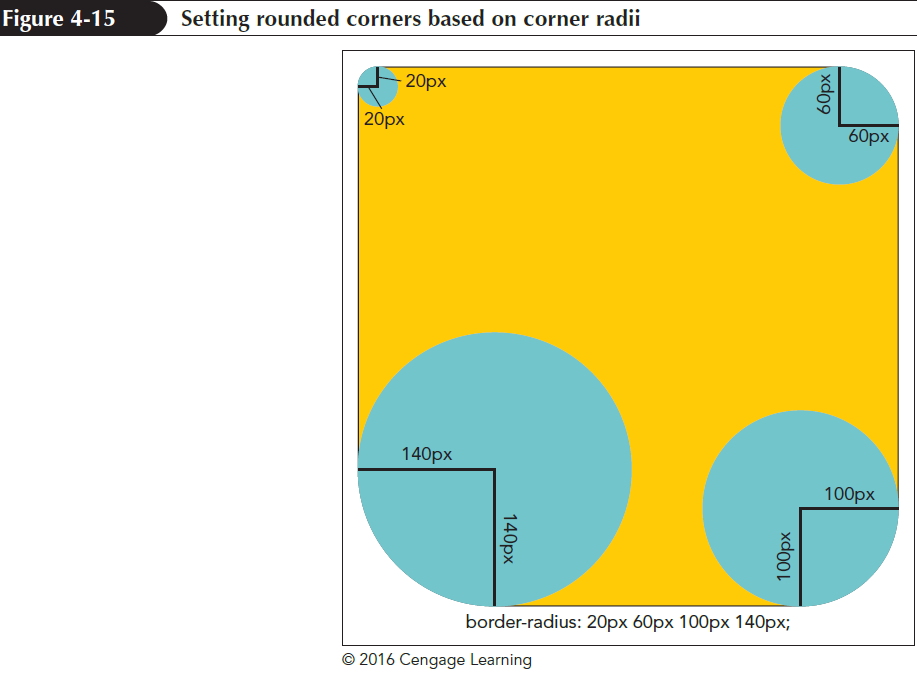 Figure 4-15 Setting rounded corners based on corner radii
20px
20px
60px
60px
140px
140px
100px
100px
border-radius: 20px 60px 100px 140px;
© 2016 Cengage Learning